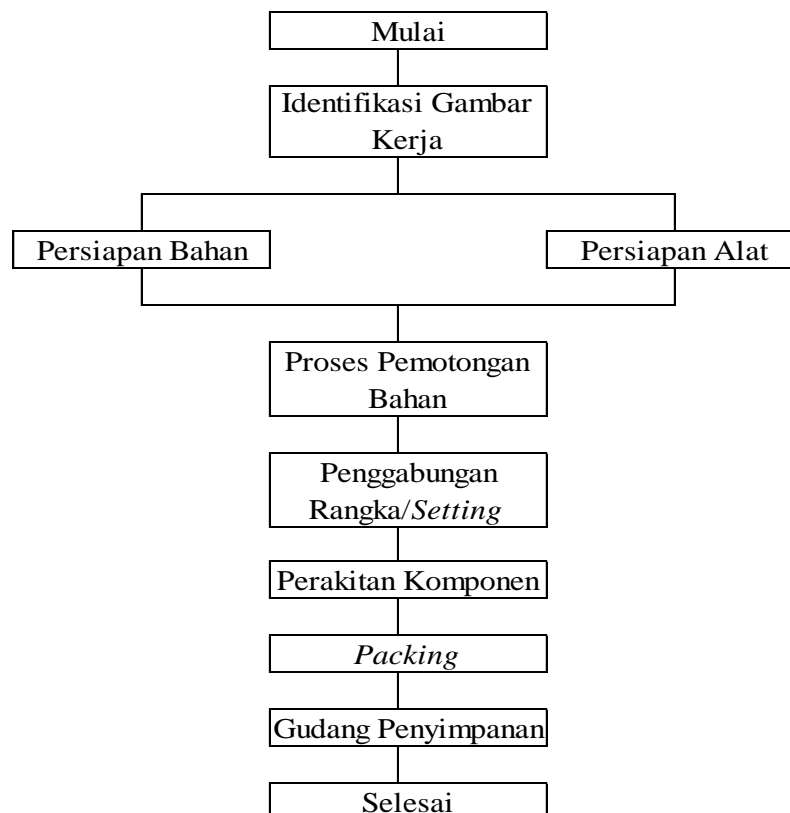 Mulai
Identifikasi Gambar
Kerja
Persiapan Bahan
Persiapan Alat
Proses Pemotongan
Bahan
Penggabungan
Rangka/Setting
Perakitan Komponen
Packing
Gudang Penyimpanan
Selesai